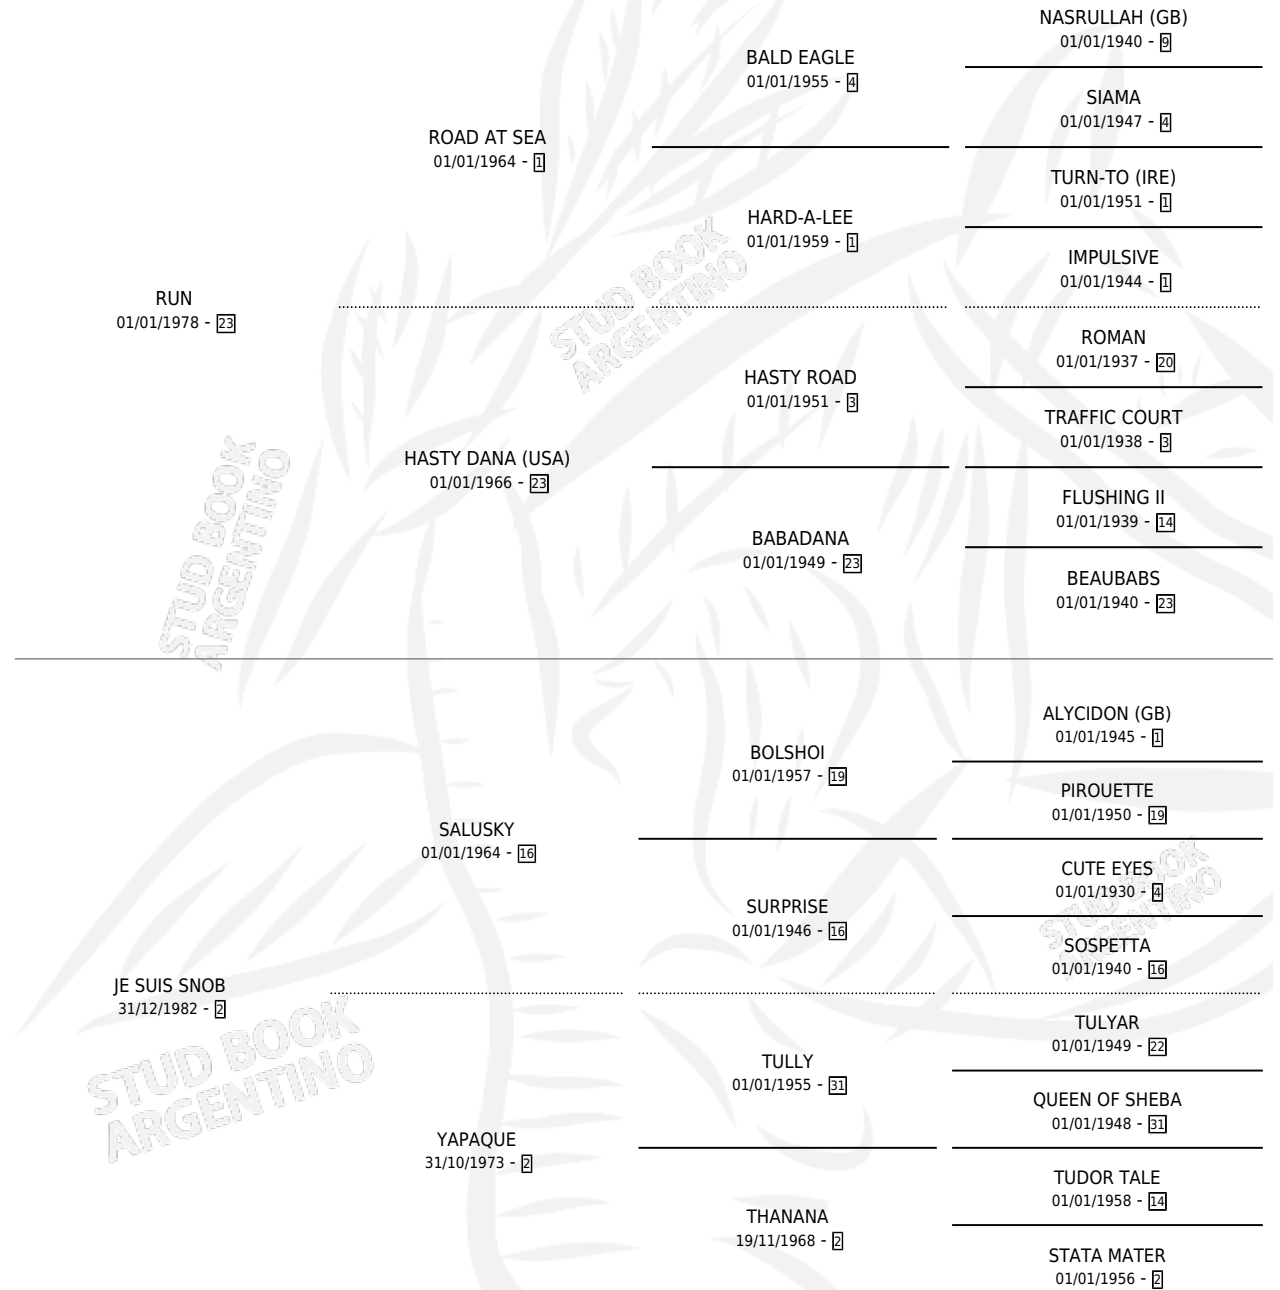 NASRULLAH (GB)
01/01/1940 - 9
BALD EAGLE
01/01/1955 - 4
SIAMA
01/01/1947 - 4
ROAD AT SEA
01/01/1964 - 1
TURN-TO (IRE)
01/01/1951 - 1
HARD-A-LEE
01/01/1959 - 1
IMPULSIVE
01/01/1944 - 1
RUN
01/01/1978 - 23
ROMAN
01/01/1937 - 20
HASTY ROAD
01/01/1951 - 3
TRAFFIC COURT
01/01/1938 - 3
HASTY DANA (USA)
01/01/1966 - 23
FLUSHING II
01/01/1939 - 14
BABADANA
01/01/1949 - 23
BEAUBABS
01/01/1940 - 23
STUD BOOK
ARGENTINO
STUD BOOK
ARGENTINO
ALYCIDON (GB)
01/01/1945 - 1
BOLSHOI
01/01/1957 - 19
PIROUETTE
01/01/1950 - 19
SALUSKY
01/01/1964 - 16
CUTE EYES
01/01/1930 - 4
SURPRISE
01/01/1946 - 16
SOSPETTA
01/01/1940 - 16
JE SUIS SNOB
31/12/1982 - 2
TULYAR
01/01/1949 - 22
TULLY
01/01/1955 - 31
QUEEN OF SHEBA
01/01/1948 - 31
YAPAQUE
31/10/1973 - 2
TUDOR TALE
01/01/1958 - 14
THANANA
19/11/1968 - 2
STATA MATER
01/01/1956 - 2
STUD BOOK
ARGENTINO
STUD BOOK
ARGENTINO